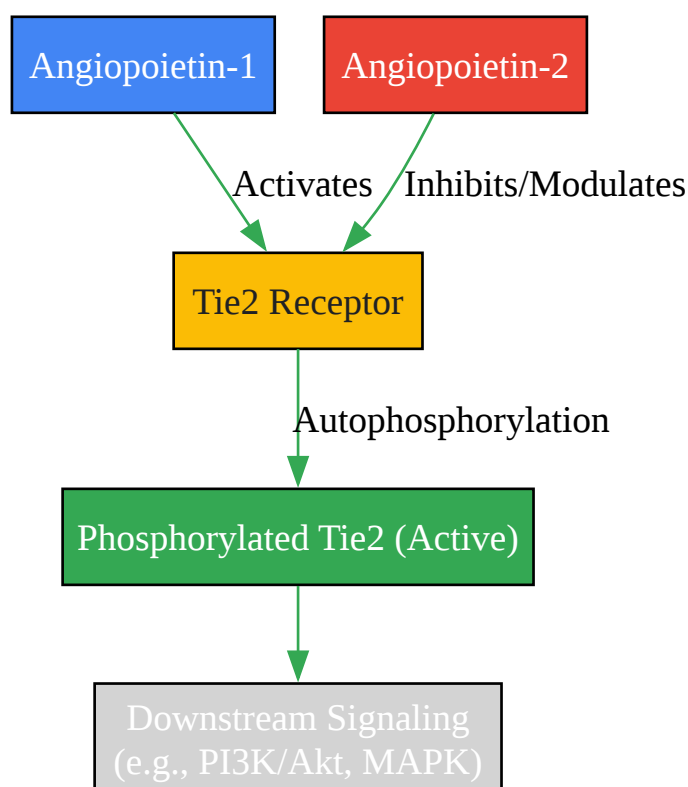 Angiopoietin-1
Angiopoietin-2
Activates
Inhibits/Modulates
Tie2 Receptor
Autophosphorylation
Phosphorylated Tie2 (Active)
Downstream Signaling
(e.g., PI3K/Akt, MAPK)